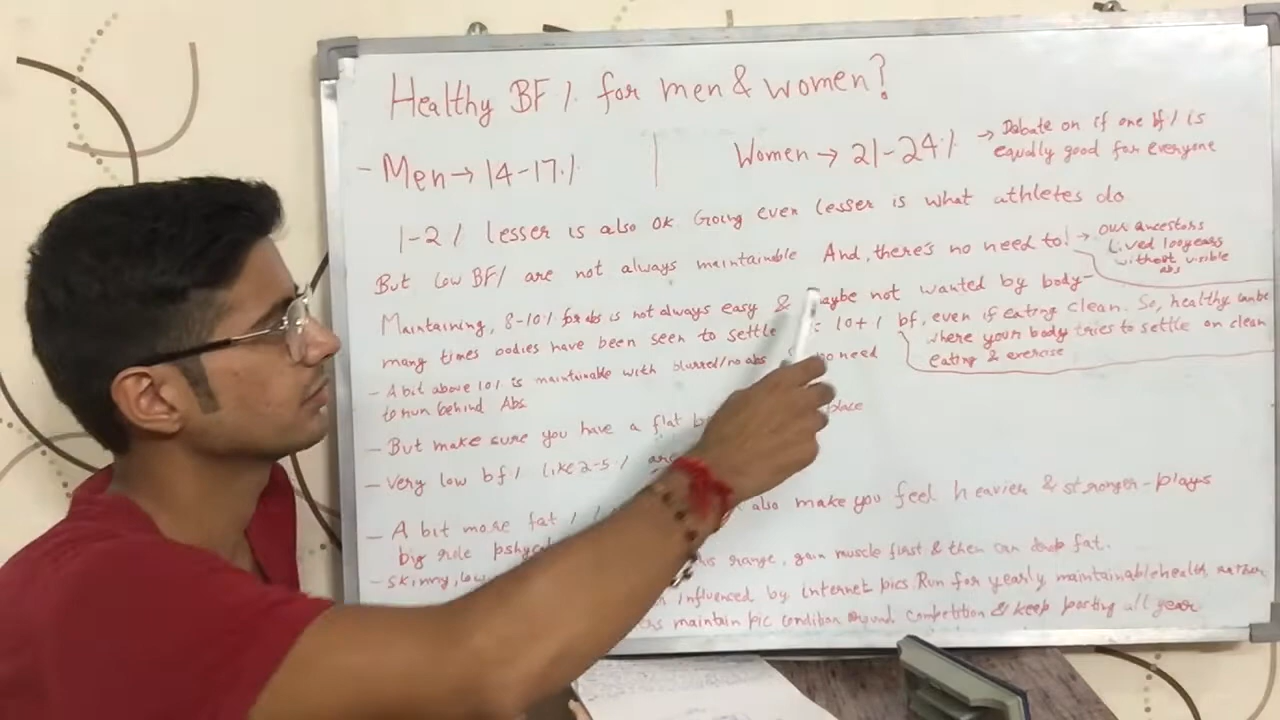 Healthy BF % for men & women?
- Men → 14-17%
Women → 21-24%
→ Debate on if one bf% is
equally good for everyone
1-2% lesser is also ok Going even lesser is what athletes do
But low BF% are not always maintainable And, there's no need to!
→ our ancestors
lived 100years
without visible
abs
Maintaining, 8-10% for abs is not always easy & maybe not wanted by body-
many times bodies have been seen to settle = 10+% bf, even if eating clean. So, healthy can be
where your body tries to settle on clean
eating & exercise
- A bit above 10% is maintainable with blurred/no abs no need
to run behind Abs
- But make sure you have a flat place
- Very low bf% like 2-5% are
- A bit more fat % also make you feel heavier & stronger - plays
big role range, gain muscle first & then can drop fat.
- Skinny, influenced by internet pics. Run for yearly maintainable health, rather
maintain pic condition around competition & keep posting all year